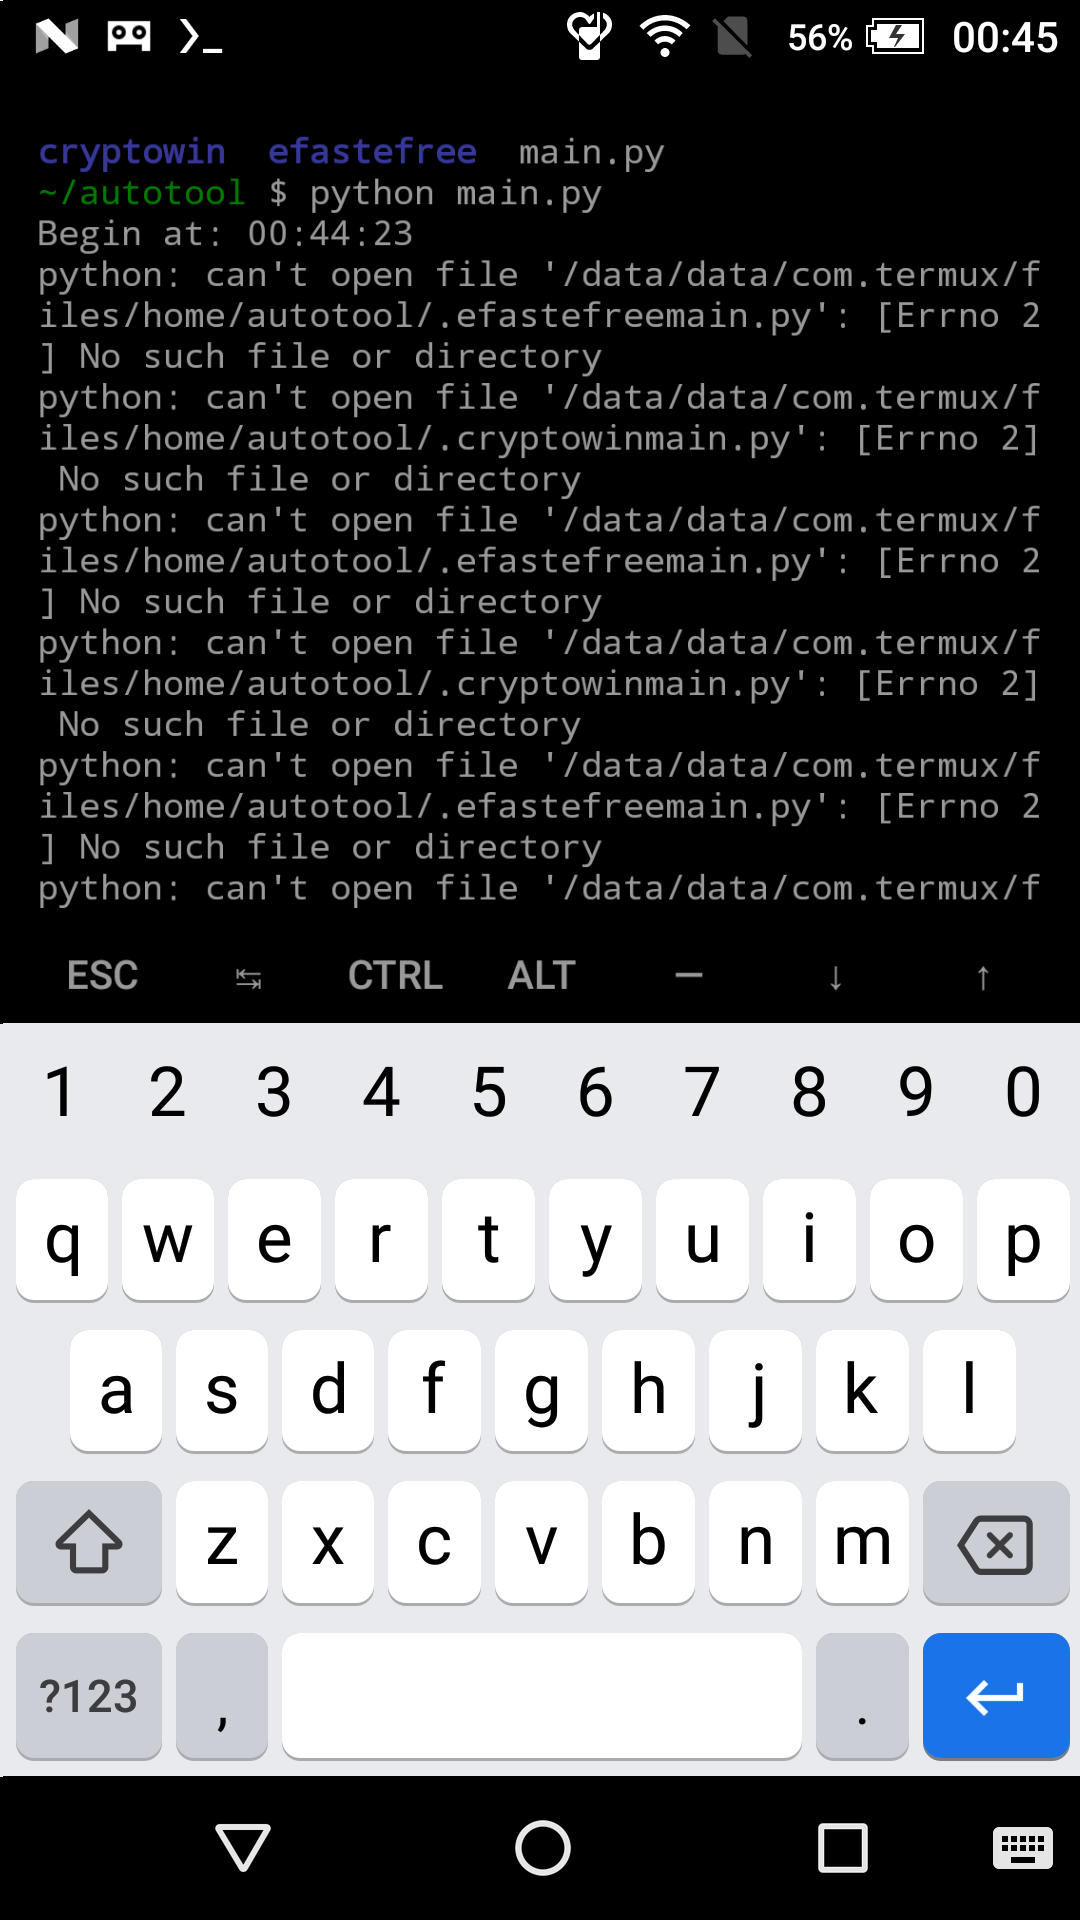 56% 00:45
cryptowin efastefree main.py
~/autotool $ python main.py
Begin at: 00:44:23
python: can't open file '/data/data/com.termux/f
iles/home/autotool/.efastefreemain.py': [Errno 2
] No such file or directory
python: can't open file '/data/data/com.termux/f
iles/home/autotool/.cryptowinmain.py': [Errno 2]
 No such file or directory
python: can't open file '/data/data/com.termux/f
iles/home/autotool/.efastefreemain.py': [Errno 2
] No such file or directory
python: can't open file '/data/data/com.termux/f
iles/home/autotool/.cryptowinmain.py': [Errno 2]
 No such file or directory
python: can't open file '/data/data/com.termux/f
iles/home/autotool/.efastefreemain.py': [Errno 2
] No such file or directory
python: can't open file '/data/data/com.termux/f
ESC ↹ CTRL ALT — ↓ ↑
1 2 3 4 5 6 7 8 9 0
q w e r t y u i o p
a s d f g h j k l
z x c v b n m
?123 , .